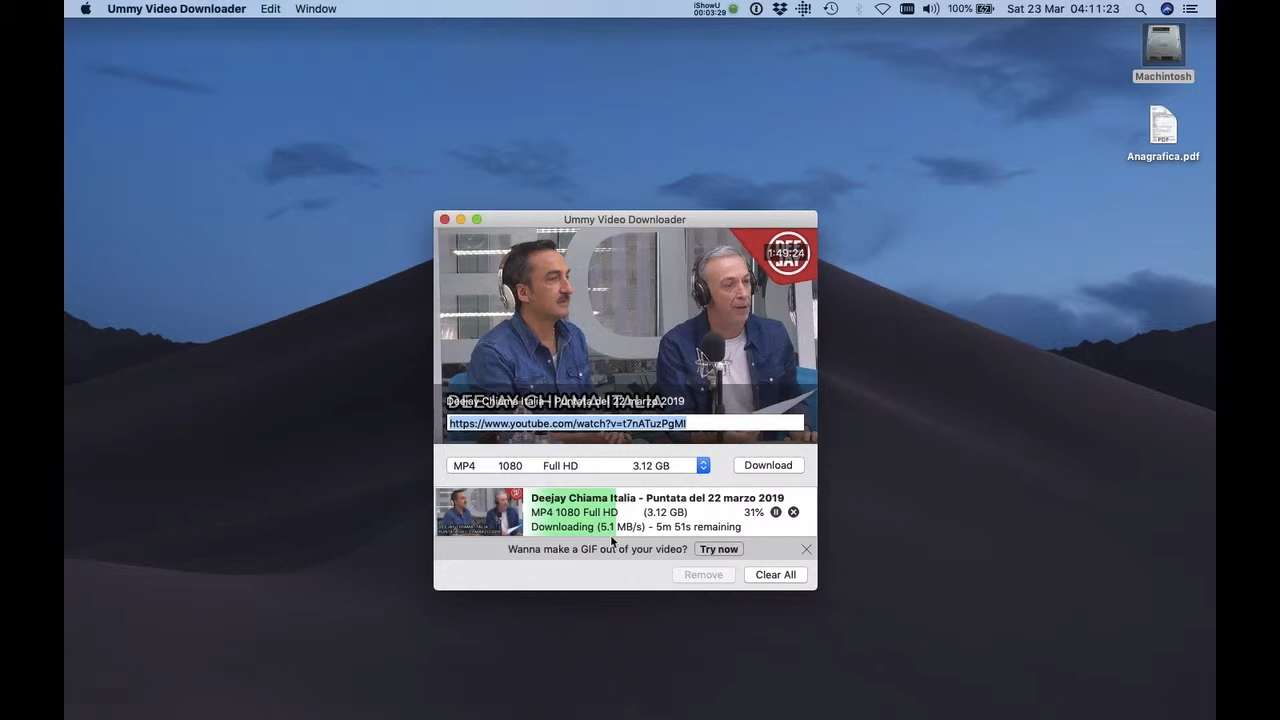 Ummy Video Downloader Edit Window iShowU 00:03:29 100% Sat 23 Mar 04:11:23
Machintosh
PDF
Anagrafica.pdf
Ummy Video Downloader
1:49:24
Deejay Chiama Italia - Puntata del 22 marzo 2019
https://www.youtube.com/watch?v=t7nATuzPgMI
MP4 1080 Full HD 3.12 GB Download
Deejay Chiama Italia - Puntata del 22 marzo 2019
MP4 1080 Full HD (3.12 GB) 31%
Downloading (5.1 MB/s) - 5m 51s remaining
Wanna make a GIF out of your video? Try now
Remove Clear All